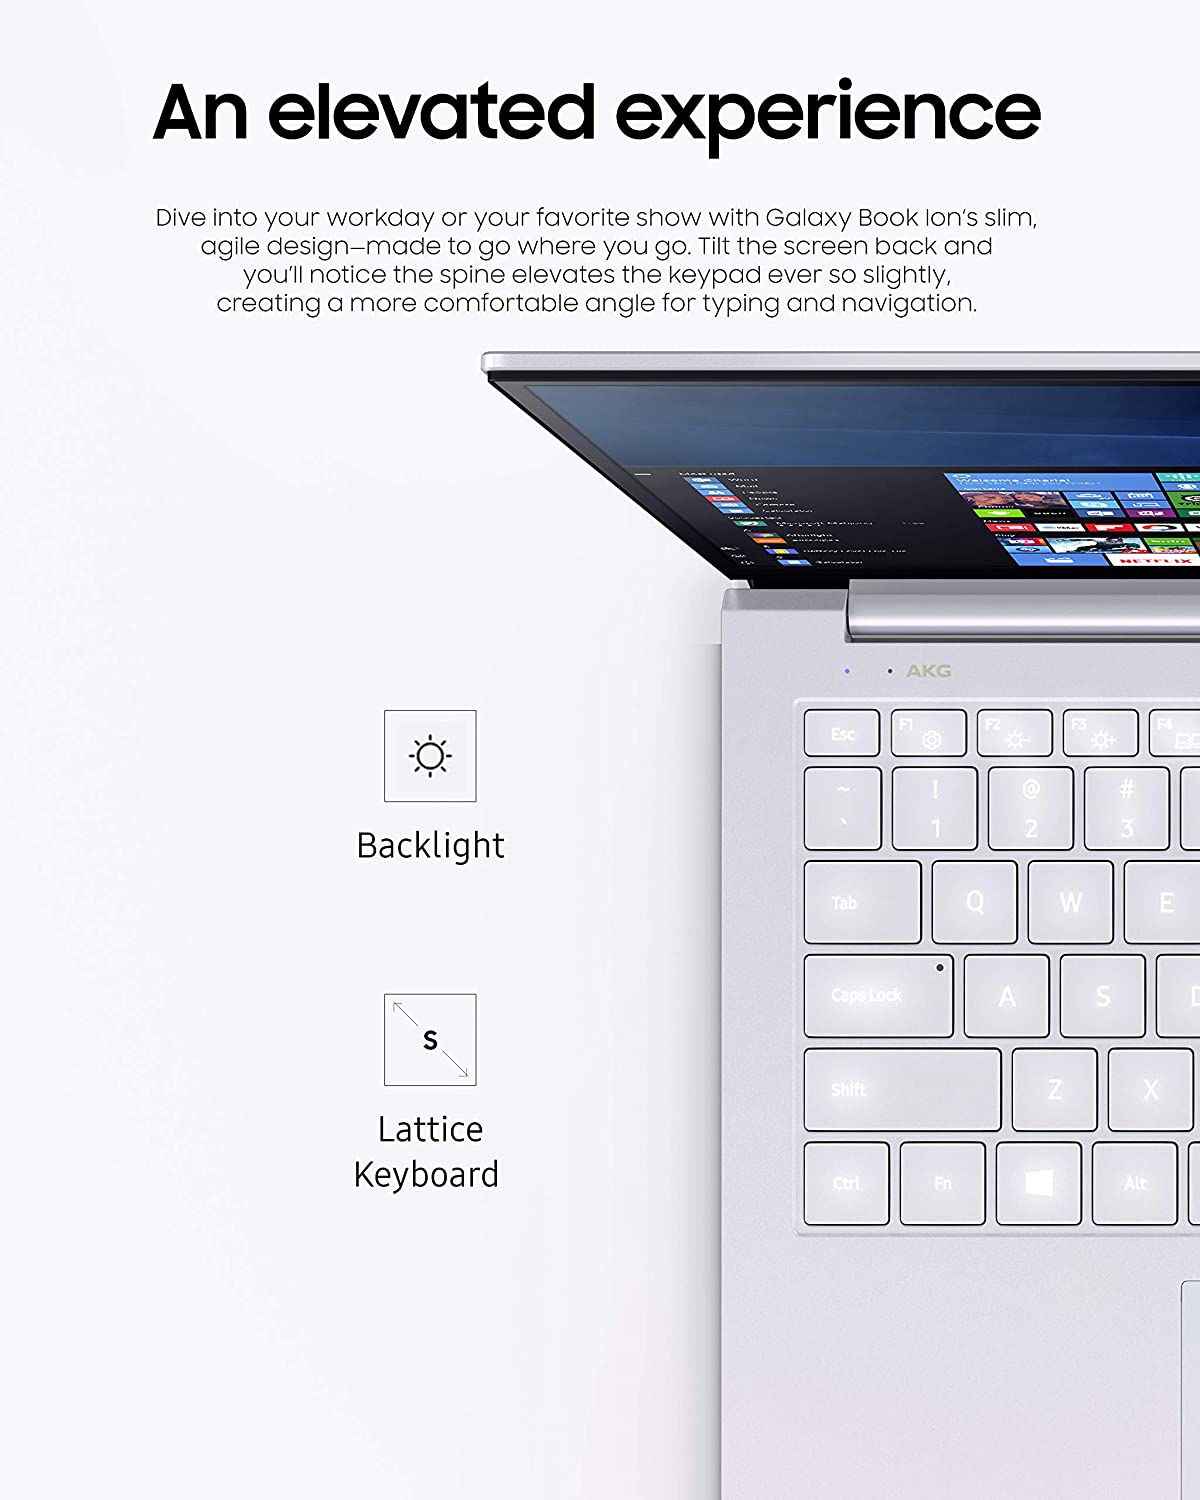 An elevated experience
Dive into your workday or your favorite show with Galaxy Book Ion's slim,
agile design—made to go where you go. Tilt the screen back and
you'll notice the spine elevates the keypad ever so slightly,
creating a more comfortable angle for typing and navigation.
Word
Mail
People
NETFLIX
AKG
Esc F1 F2 F3 F4
~ ! @ #
` 1 2 3
Backlight
Tab Q W E
Caps Lock A S D
S
Shift Z X
Lattice
Keyboard
Ctrl Fn Alt